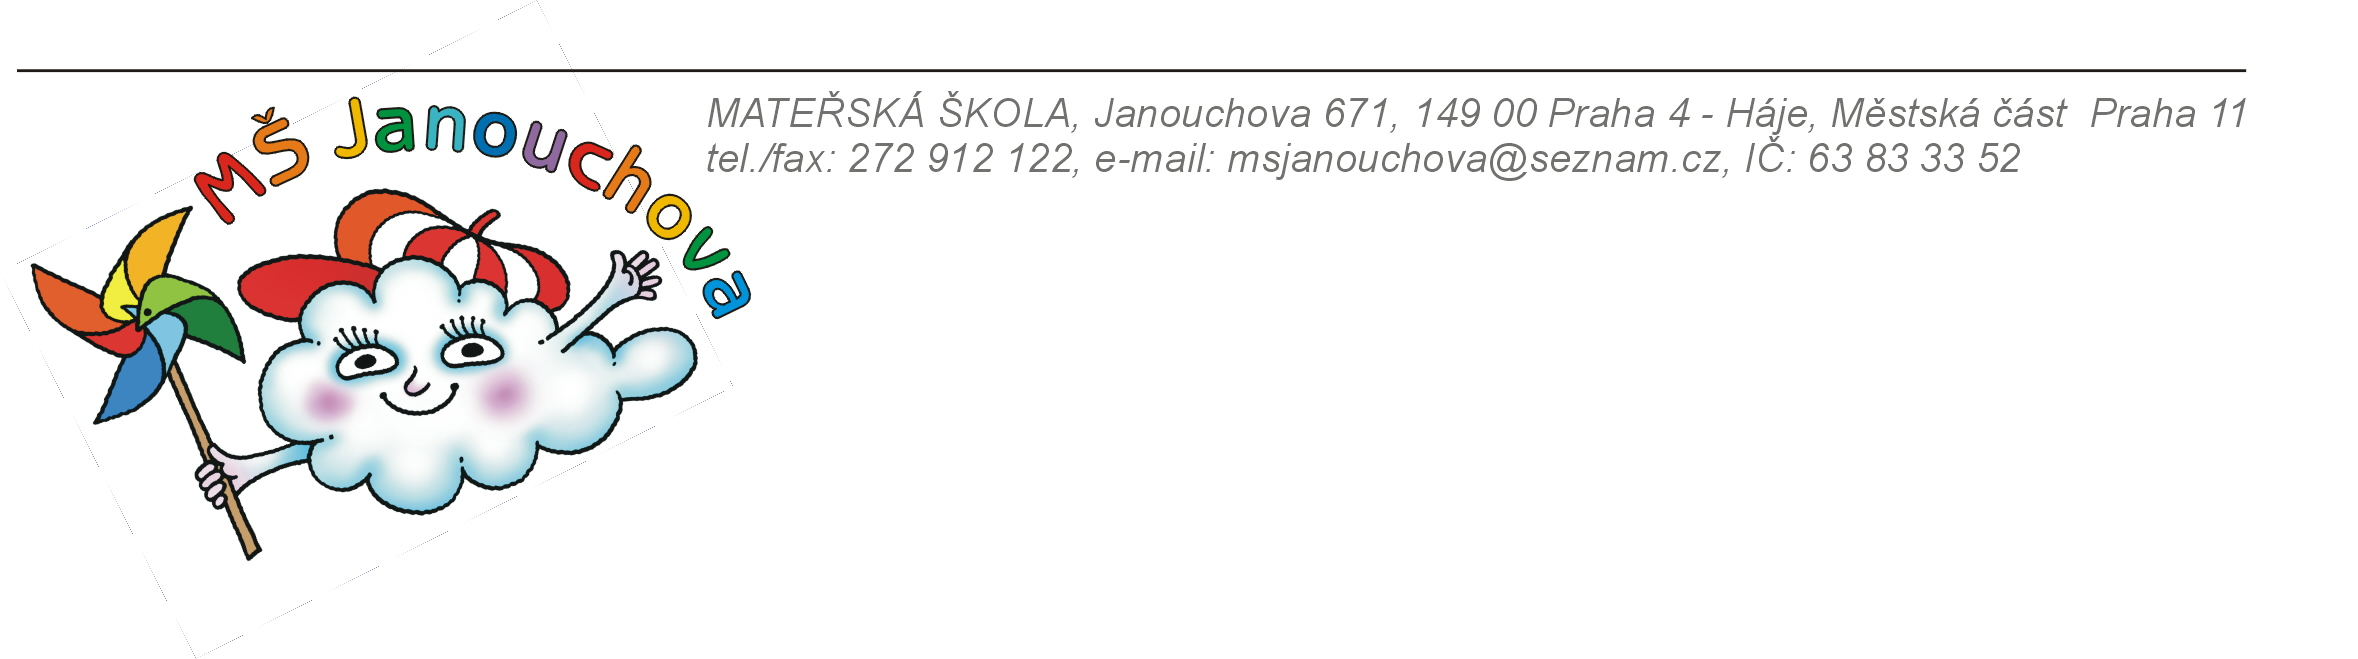 MŠ Janouchova
MATEŘSKÁ ŠKOLA, Janouchova 671, 149 00 Praha 4 - Háje, Městská část  Praha 11
tel./fax: 272 912 122, e-mail: msjanouchova@seznam.cz, IČ: 63 83 33 52